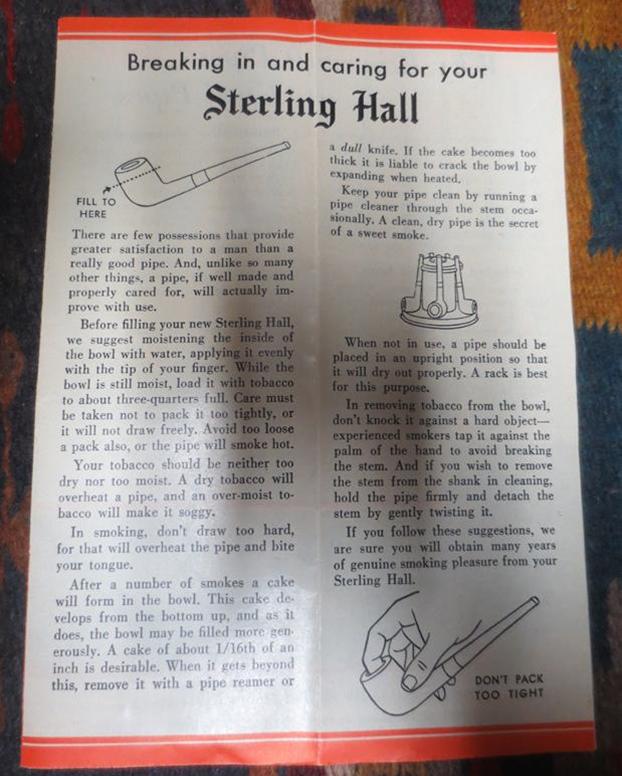 Breaking in and caring for your
Sterling Hall
FILL TO
HERE
There are few possessions that provide
greater satisfaction to a man than a
really good pipe. And, unlike so many
other things, a pipe, if well made and
properly cared for, will actually im-
prove with use.
Before filling your new Sterling Hall,
we suggest moistening the inside of
the bowl with water, applying it evenly
with the tip of your finger. While the
bowl is still moist, load it with tobacco
to about three-quarters full. Care must
be taken not to pack it too tightly, or
it will not draw freely. Avoid too loose
a pack also, or the pipe will smoke hot.
Your tobacco should be neither too
dry nor too moist. A dry tobacco will
overheat a pipe, and an over-moist to-
bacco will make it soggy.
In smoking, don't draw too hard,
for that will overheat the pipe and bite
your tongue.
After a number of smokes a cake
will form in the bowl. This cake de-
velops from the bottom up, and as it
does, the bowl may be filled more gen-
erously. A cake of about 1/16th of an
inch is desirable. When it gets beyond
this, remove it with a pipe reamer or
a dull knife. If the cake becomes too
thick it is liable to crack the bowl by
expanding when heated.
Keep your pipe clean by running a
pipe cleaner through the stem occa-
sionally. A clean, dry pipe is the secret
of a sweet smoke.
When not in use, a pipe should be
placed in an upright position so that
it will dry out properly. A rack is best
for this purpose.
In removing tobacco from the bowl,
don't knock it against a hard object—
experienced smokers tap it against the
palm of the hand to avoid breaking
the stem. And if you wish to remove
the stem from the shank in cleaning,
hold the pipe firmly and detach the
stem by gently twisting it.
If you follow these suggestions, we
are sure you will obtain many years
of genuine smoking pleasure from your
Sterling Hall.
DON'T PACK
TOO TIGHT